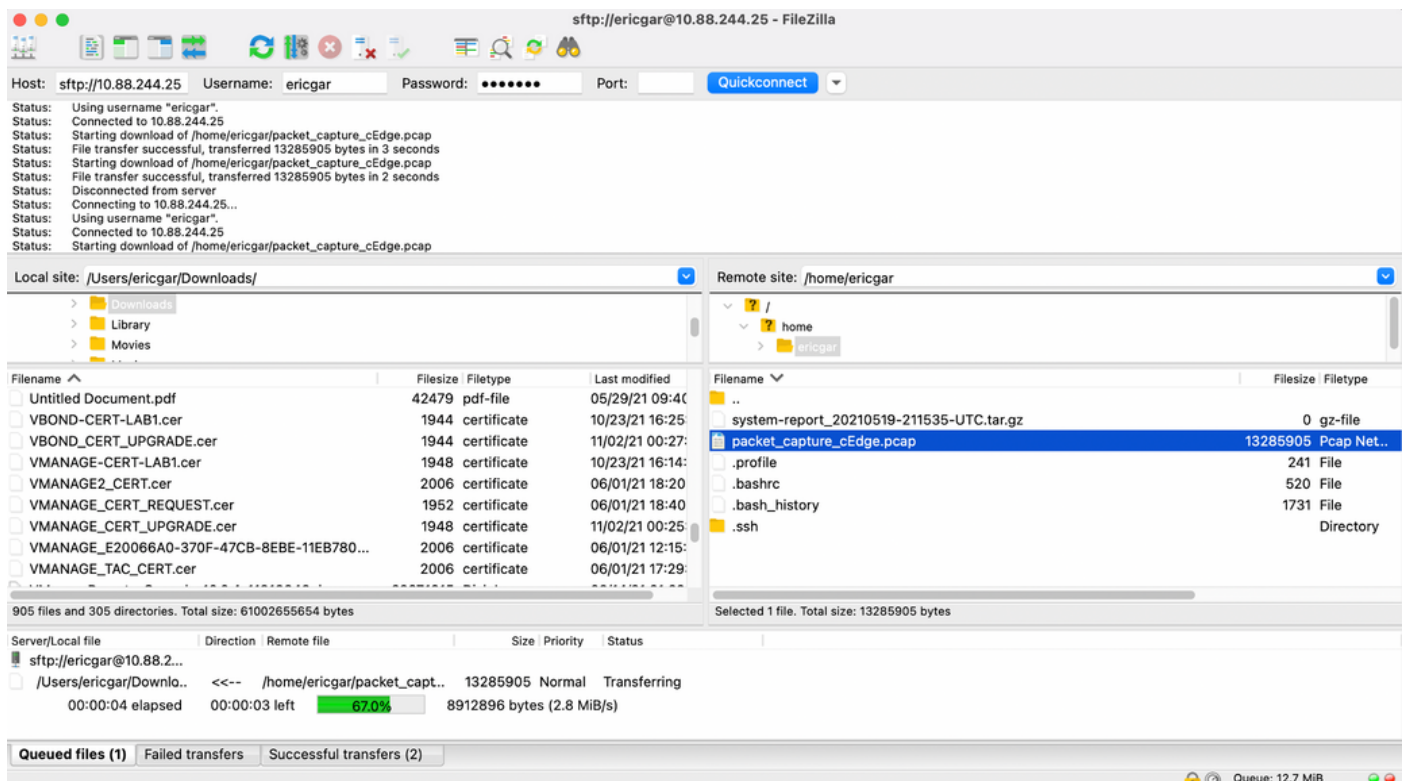 sftp://ericgar@10.88.244.25 - FileZilla
Host: sftp://10.88.244.25 Username: ericgar Password: ●●●●●●● Port: Quickconnect
Status: Using username "ericgar".
Status: Connected to 10.88.244.25
Status: Starting download of /home/ericgar/packet_capture_cEdge.pcap
Status: File transfer successful, transferred 13285905 bytes in 3 seconds
Status: Starting download of /home/ericgar/packet_capture_cEdge.pcap
Status: File transfer successful, transferred 13285905 bytes in 2 seconds
Status: Disconnected from server
Status: Connecting to 10.88.244.25...
Status: Using username "ericgar".
Status: Connected to 10.88.244.25
Status: Starting download of /home/ericgar/packet_capture_cEdge.pcap
Local site: /Users/ericgar/Downloads/
Downloads
Library
Movies
Filename Filesize Filetype Last modified
Untitled Document.pdf 42479 pdf-file 05/29/21 09:40
VBOND-CERT-LAB1.cer 1944 certificate 10/23/21 16:25:
VBOND_CERT_UPGRADE.cer 1944 certificate 11/02/21 00:27:
VMANAGE-CERT-LAB1.cer 1948 certificate 10/23/21 16:14:
VMANAGE2_CERT.cer 2006 certificate 06/01/21 18:20
VMANAGE_CERT_REQUEST.cer 1952 certificate 06/01/21 18:40
VMANAGE_CERT_UPGRADE.cer 1948 certificate 11/02/21 00:25:
VMANAGE_E20066A0-370F-47CB-8EBE-11EB780... 2006 certificate 06/01/21 12:15:
VMANAGE_TAC_CERT.cer 2006 certificate 06/01/21 17:29:
905 files and 305 directories. Total size: 61002655654 bytes
Remote site: /home/ericgar
/
home
ericgar
Filename Filesize Filetype
..
system-report_20210519-211535-UTC.tar.gz 0 gz-file
packet_capture_cEdge.pcap 13285905 Pcap Net...
.profile 241 File
.bashrc 520 File
.bash_history 1731 File
.ssh Directory
Selected 1 file. Total size: 13285905 bytes
Server/Local file Direction Remote file Size Priority Status
sftp://ericgar@10.88.2...
/Users/ericgar/Downlo.. <<-- /home/ericgar/packet_capt... 13285905 Normal Transferring
00:00:04 elapsed 00:00:03 left 67.0% 8912896 bytes (2.8 MiB/s)
Queued files (1) Failed transfers Successful transfers (2)
Queue: 12.7 MiB